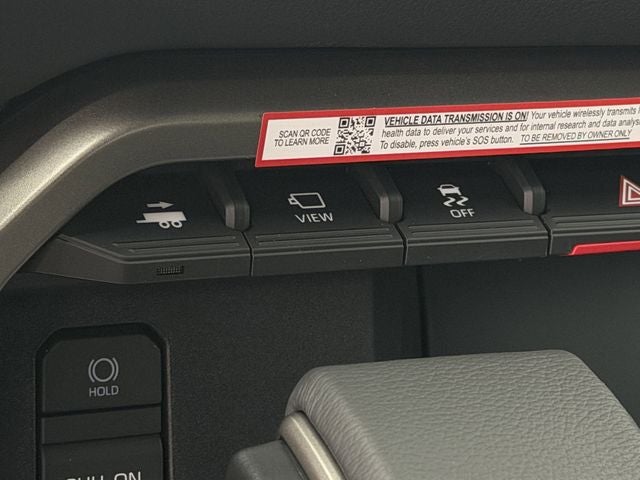 SCAN QR CODE
TO LEARN MORE
VEHICLE DATA TRANSMISSION IS ON! Your vehicle wirelessly transmits
health data to deliver your services and for internal research and data analysis
To disable, press vehicle's SOS button. TO BE REMOVED BY OWNER ONLY
VIEW
OFF
HOLD
ON